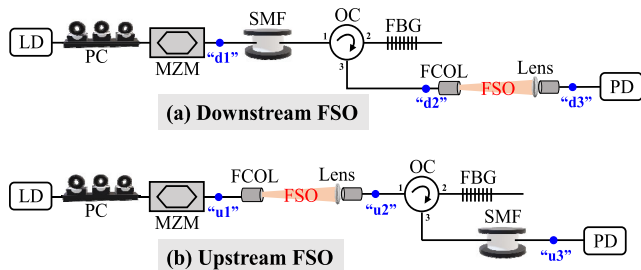 SMF
OC
FBG
LD
PC
MZM
"d1"
1
2
3
FCOL
Lens
FSO
"d2"
"d3"
PD
(a) Downstream FSO
FCOL
Lens
OC
FBG
LD
PC
MZM
"u1"
FSO
"u2"
1
2
3
SMF
"u3"
PD
(b) Upstream FSO